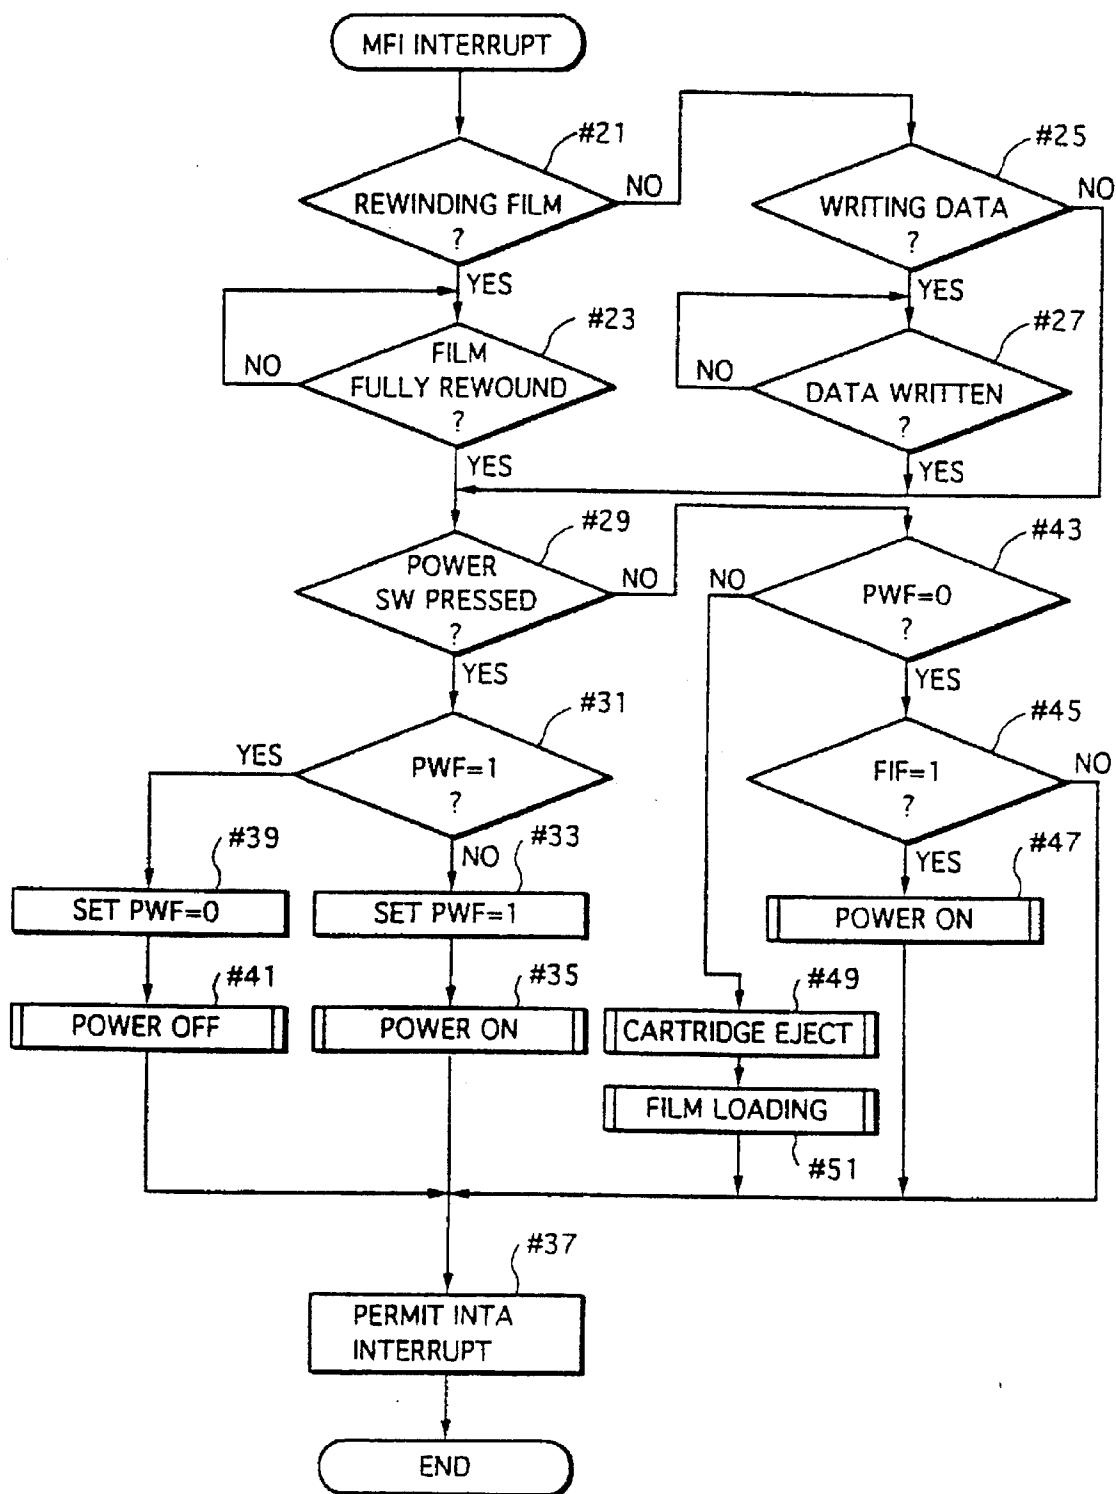 MFI INTERRUPT
#21
REWINDING FILM
?
NO
YES
#25
WRITING DATA
?
NO
YES
#23
FILM
FULLY REWOUND
?
NO
YES
#27
DATA WRITTEN
?
NO
YES
#29
POWER
SW PRESSED
?
NO
YES
#43
PWF=0
?
NO
YES
#31
PWF=1
?
YES
NO
#45
FIF=1
?
NO
YES
#39
SET PWF=0
#33
SET PWF=1
#47
POWER ON
#41
POWER OFF
#35
POWER ON
#49
CARTRIDGE EJECT
FILM LOADING
#51
#37
PERMIT INTA
INTERRUPT
END